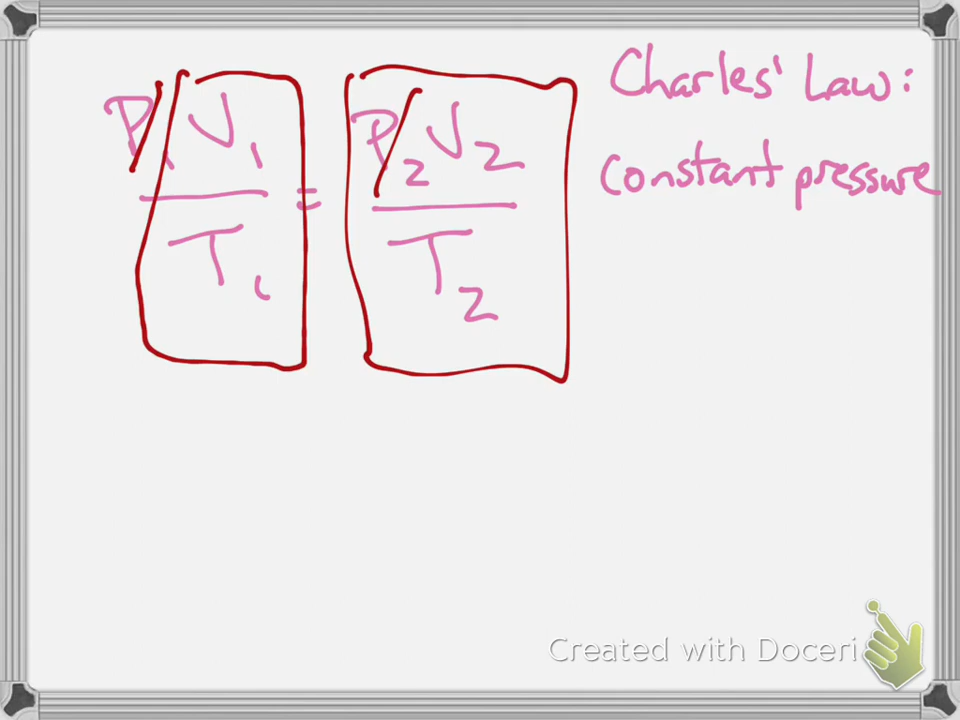 P₁V₁ / T₁ = P₂V₂ / T₂
Charles' Law:
constant pressure
Created with Doceri